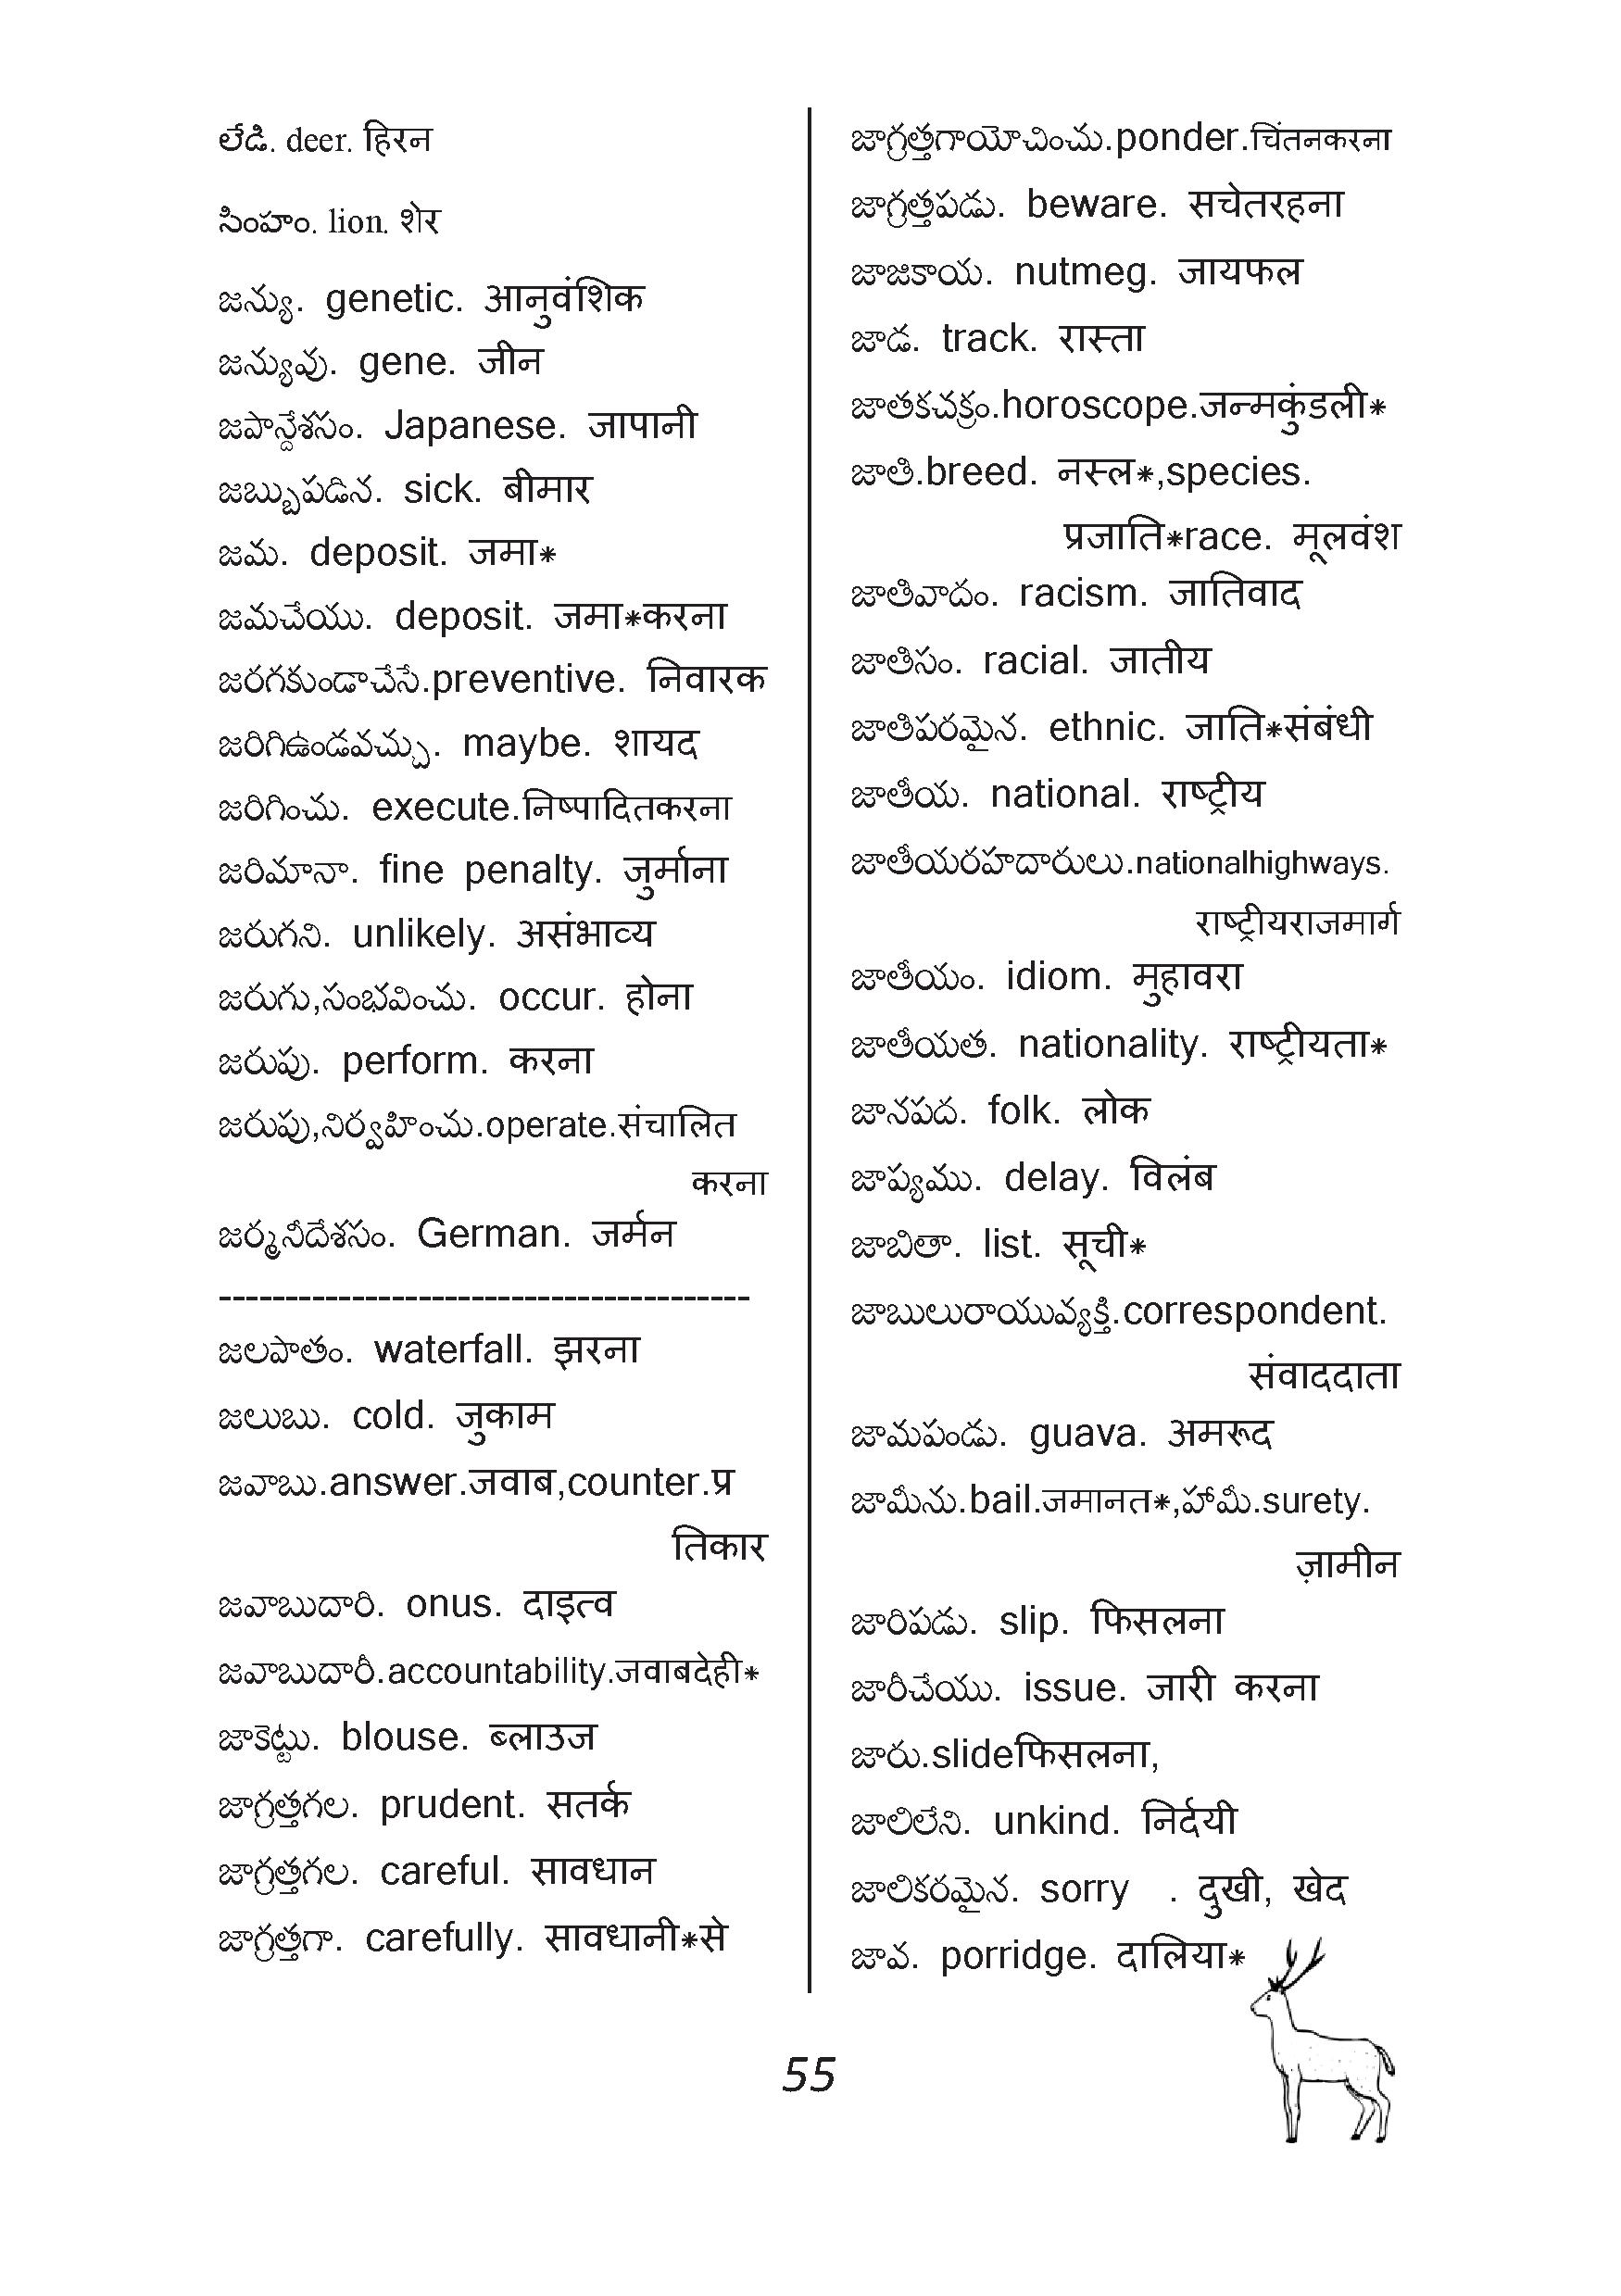 లేడి. deer. हिरन
సింహం. lion. शेर
జన్యు. genetic. आनुवंशिक
జన్యువు. gene. जीन
జపాన్దేశసం. Japanese. जापानी
జబ్బుపడిన. sick. बीमार
జమ. deposit. जमा*
జమచేయు. deposit. जमा*करना
జరగకుండాచేసే.preventive. निवारक
జరిగిఉండవచ్చు. maybe. शायद
జరిగించు. execute.निष्पादितकरना
జరిమానా. fine penalty. जुर्माना
జరుగని. unlikely. असंभाव्य
జరుగు,సంభవించు. occur. होना
జరుపు. perform. करना
జరుపు,నిర్వహించు.operate.संचालित
करना
జర్మనీదేశసం. German. जर्मन
----------------------------------------
జలపాతం. waterfall. झरना
జలుబు. cold. जुकाम
జవాబు.answer.जवाब,counter.प्र
तिकार
జవాబుదారి. onus. दाइत्व
జవాబుదారీ.accountability.जवाबदेही*
జాకెట్టు. blouse. ब्लाउज
జాగ్రత్తగల. prudent. सतर्क
జాగ్రత్తగల. careful. सावधान
జాగ్రత్తగా. carefully. सावधानी*से
జాగ్రత్తగాయోచించు.ponder.चिंतनकरना
జాగ్రత్తపడు. beware. सचेतरहना
జాజికాయ. nutmeg. जायफल
జాడ. track. रास्ता
జాతకచక్రం.horoscope.जन्मकुंडली*
జాతి.breed. नस्ल*,species.
प्रजाति*race. मूलवंश
జాతివాదం. racism. जातिवाद
జాతిసం. racial. जातीय
జాతిపరమైన. ethnic. जाति*संबंधी
జాతీయ. national. राष्ट्रीय
జాతీయరహదారులు.nationalhighways.
राष्ट्रीयराजमार्ग
జాతీయం. idiom. मुहावरा
జాతీయత. nationality. राष्ट्रीयता*
జానపద. folk. लोक
జాప్యము. delay. विलंब
జాబితా. list. सूची*
జాబులురాయువ్యక్తి.correspondent.
संवाददाता
జామపండు. guava. अमरूद
జామీను.bail.जमानत*,హామీ.surety.
ज़ामीन
జారిపడు. slip. फिसलना
జారీచేయు. issue. जारी करना
జారు.slideफिसलना,
జాలిలేని. unkind. निर्दयी
జాలికరమైన. sorry . दुखी, खेद
జావ. porridge. दालिया*
55